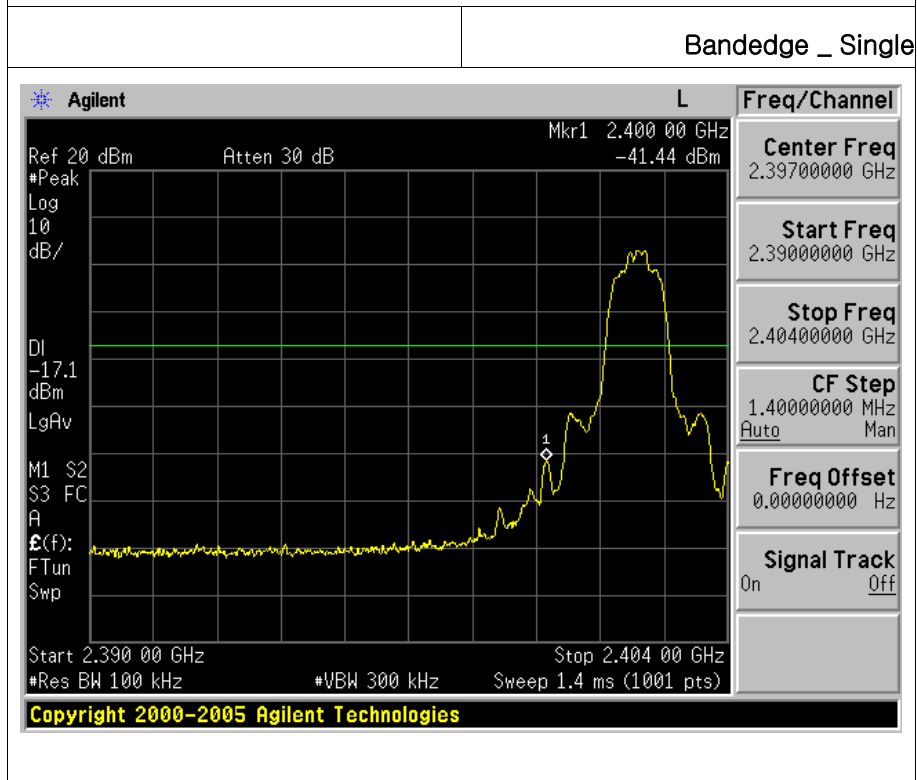 Bandedge _ Single
Agilent L
Freq/Channel
Mkr1 2.400 00 GHz
Ref 20 dBm Atten 30 dB -41.44 dBm
#Peak
Log
10
dB/
DI
-17.1
dBm
LgAv
M1 S2
S3 FC
A
£(f):
FTun
Swp
1
Start 2.390 00 GHz Stop 2.404 00 GHz
#Res BW 100 kHz #VBW 300 kHz Sweep 1.4 ms (1001 pts)
Copyright 2000-2005 Agilent Technologies
Center Freq
2.39700000 GHz
Start Freq
2.39000000 GHz
Stop Freq
2.40400000 GHz
CF Step
1.40000000 MHz
Auto Man
Freq Offset
0.00000000 Hz
Signal Track
On Off